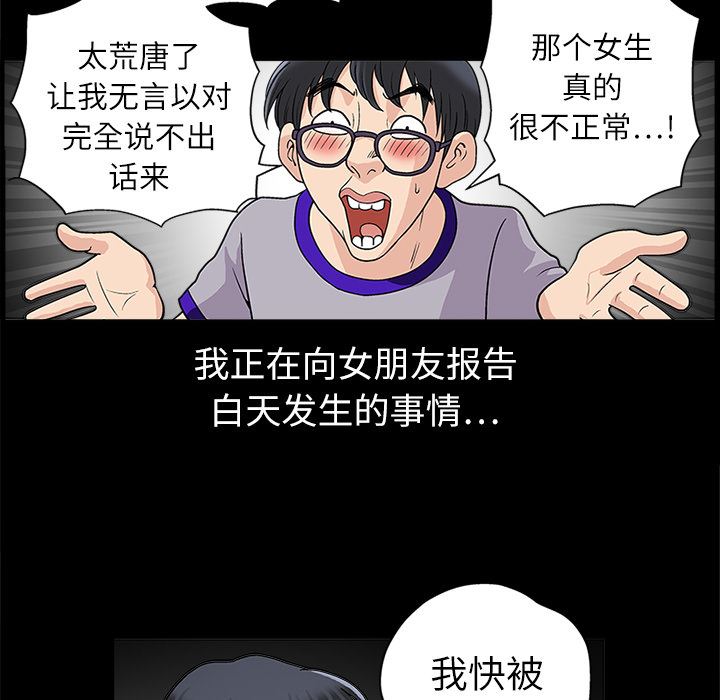 太荒唐了
让我无言以对
完全说不出
话来
那个女生
真的
很不正常...!
我正在向女朋友报告
白天发生的事情...
我快被